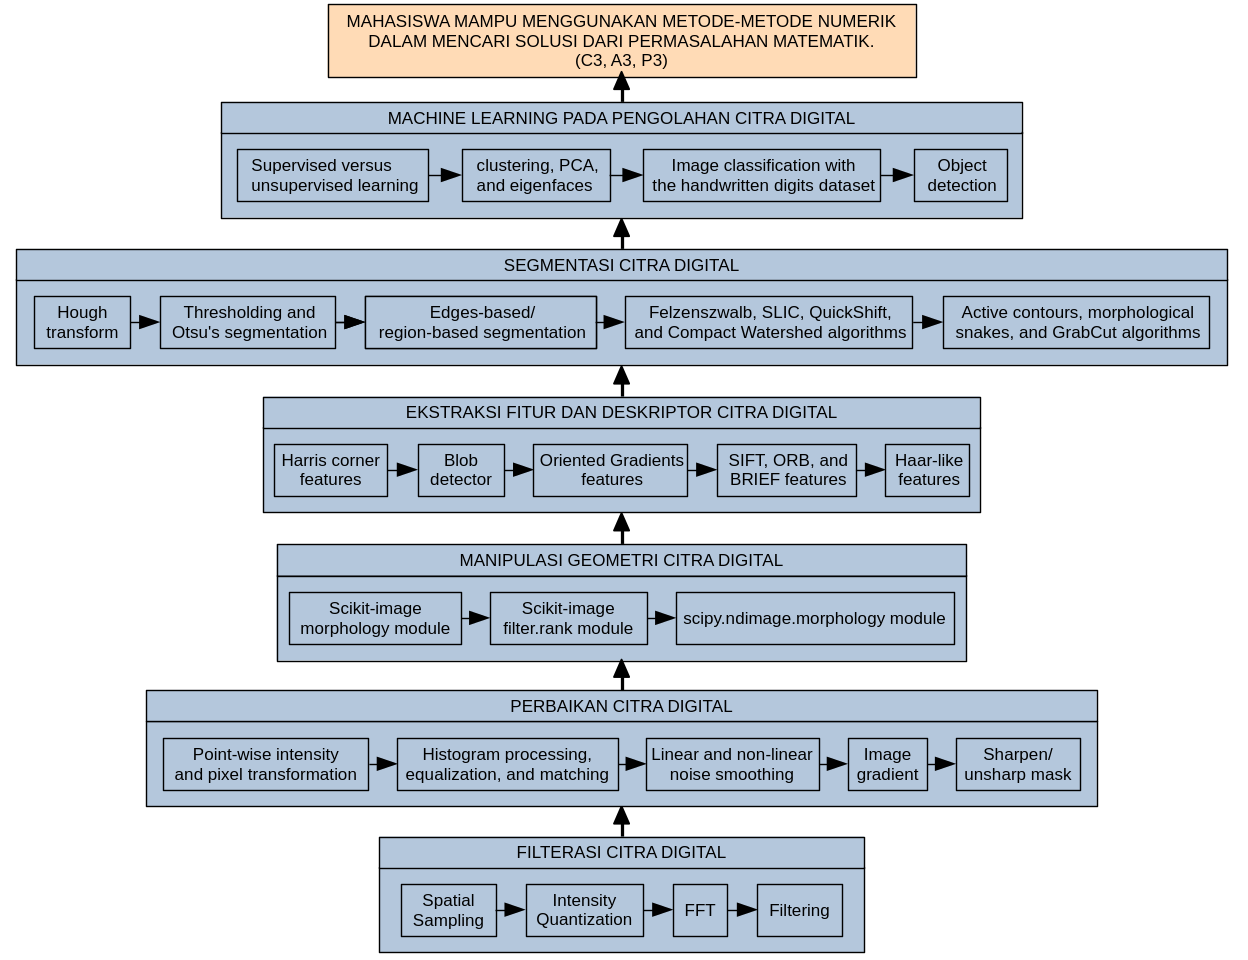 MAHASISWA MAMPU MENGGUNAKAN METODE-METODE NUMERIK
DALAM MENCARI SOLUSI DARI PERMASALAHAN MATEMATIK.
(C3, A3, P3)
MACHINE LEARNING PADA PENGOLAHAN CITRA DIGITAL
Supervised versus
unsupervised learning
clustering, PCA,
and eigenfaces
Image classification with
the handwritten digits dataset
Object
detection
SEGMENTASI CITRA DIGITAL
Hough
transform
Thresholding and
Otsu's segmentation
Edges-based/
region-based segmentation
Felzenszwalb, SLIC, QuickShift,
and Compact Watershed algorithms
Active contours, morphological
snakes, and GrabCut algorithms
EKSTRAKSI FITUR DAN DESKRIPTOR CITRA DIGITAL
Harris corner
features
Blob
detector
Oriented Gradients
features
SIFT, ORB, and
BRIEF features
Haar-like
features
MANIPULASI GEOMETRI CITRA DIGITAL
Scikit-image
morphology module
Scikit-image
filter.rank module
scipy.ndimage.morphology module
PERBAIKAN CITRA DIGITAL
Point-wise intensity
and pixel transformation
Histogram processing,
equalization, and matching
Linear and non-linear
noise smoothing
Image
gradient
Sharpen/
unsharp mask
FILTERASI CITRA DIGITAL
Spatial
Sampling
Intensity
Quantization
FFT
Filtering